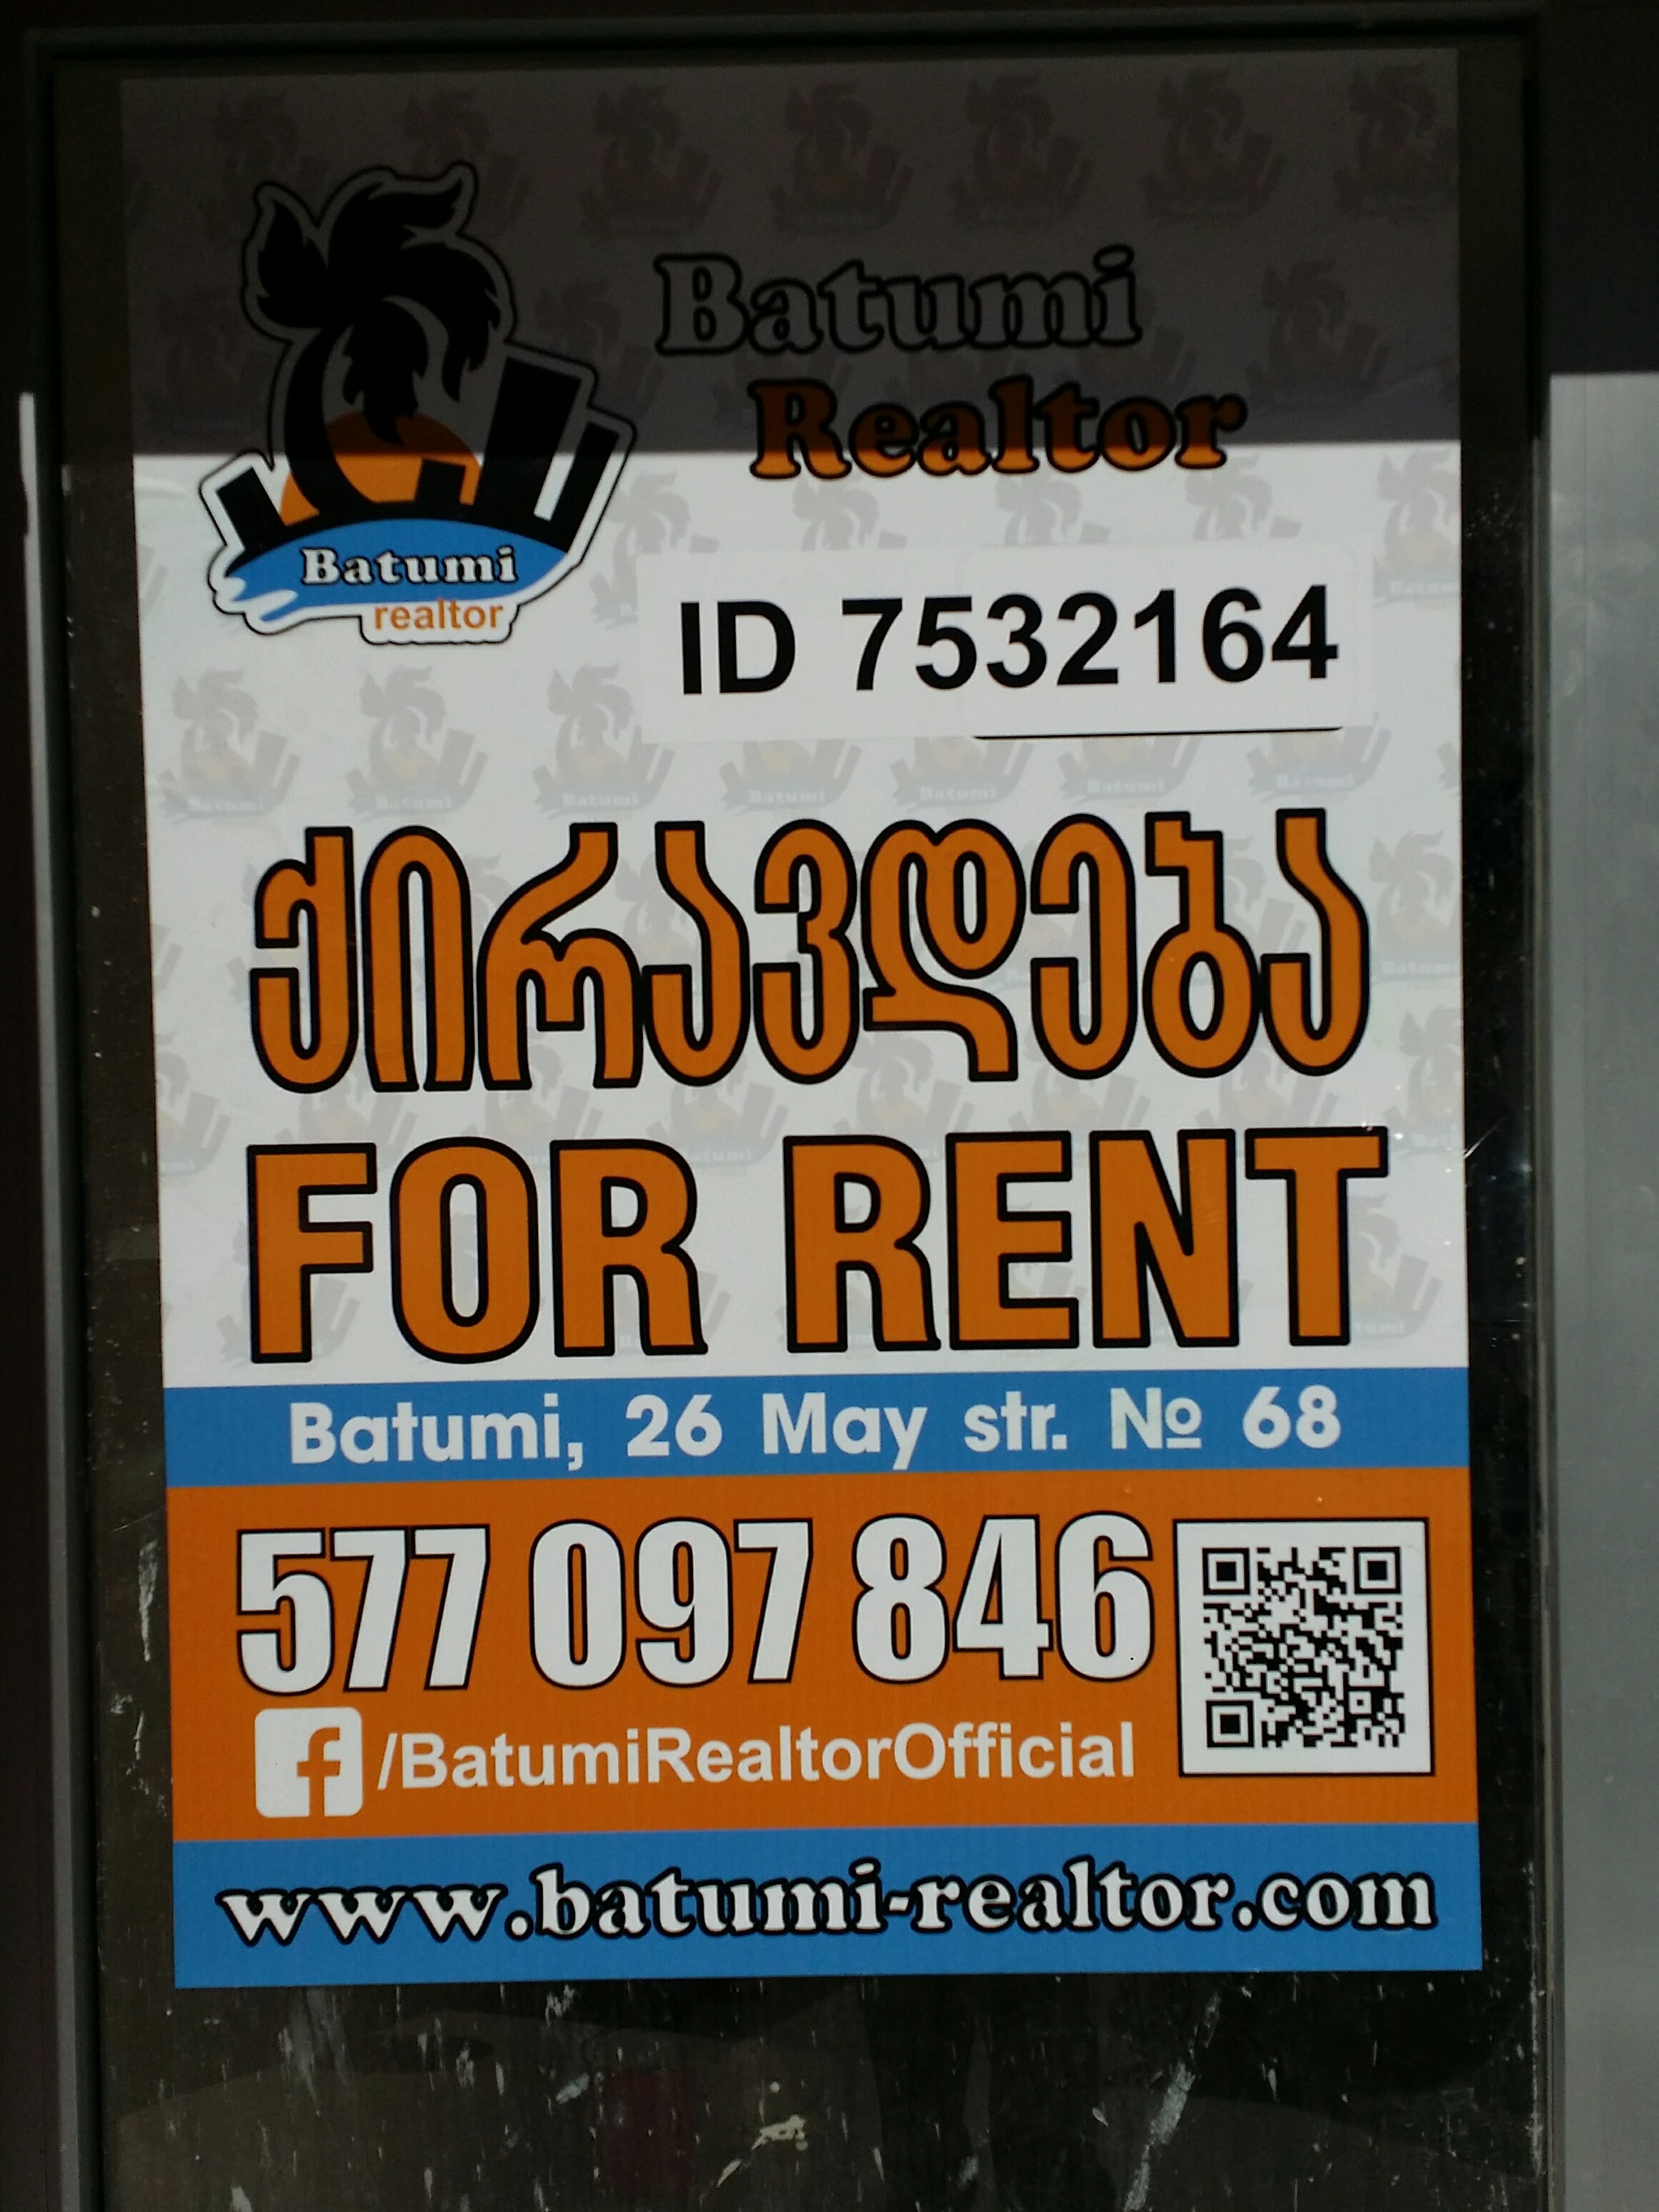 Batumi
Realtor
Batumi
realtor
ID 7532164
ქირავდება
FOR RENT
Batumi, 26 May str. № 68
577 097 846
/BatumiRealtorOfficial
www.batumi-realtor.com